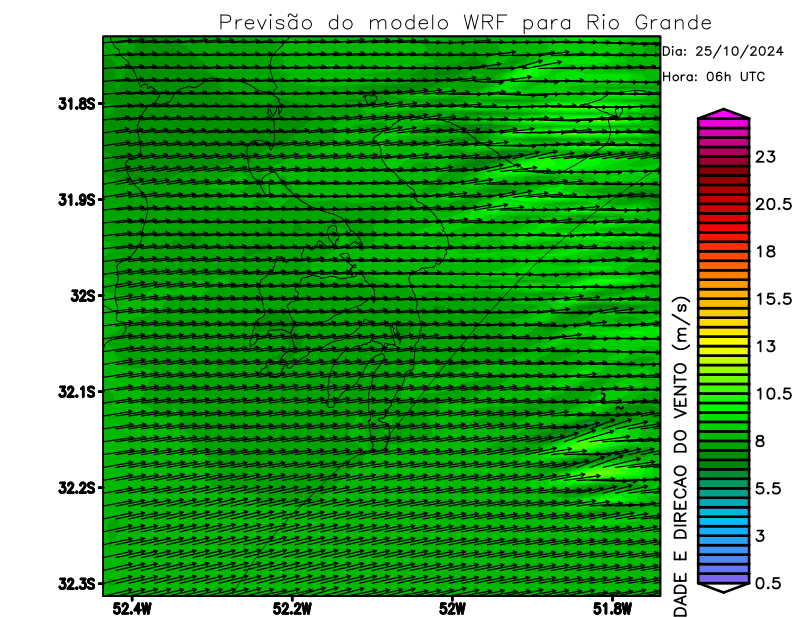 Previsão do modelo WRF para Rio Grande
Dia: 25/10/2024
Hora: 06h UTC
31.8S
31.9S
32S
32.1S
32.2S
32.3S
52.4W
52.2W
52W
51.8W
23
20.5
18
15.5
13
10.5
8
5.5
3
0.5
DADE E DIRECAO DO VENTO (m/s)